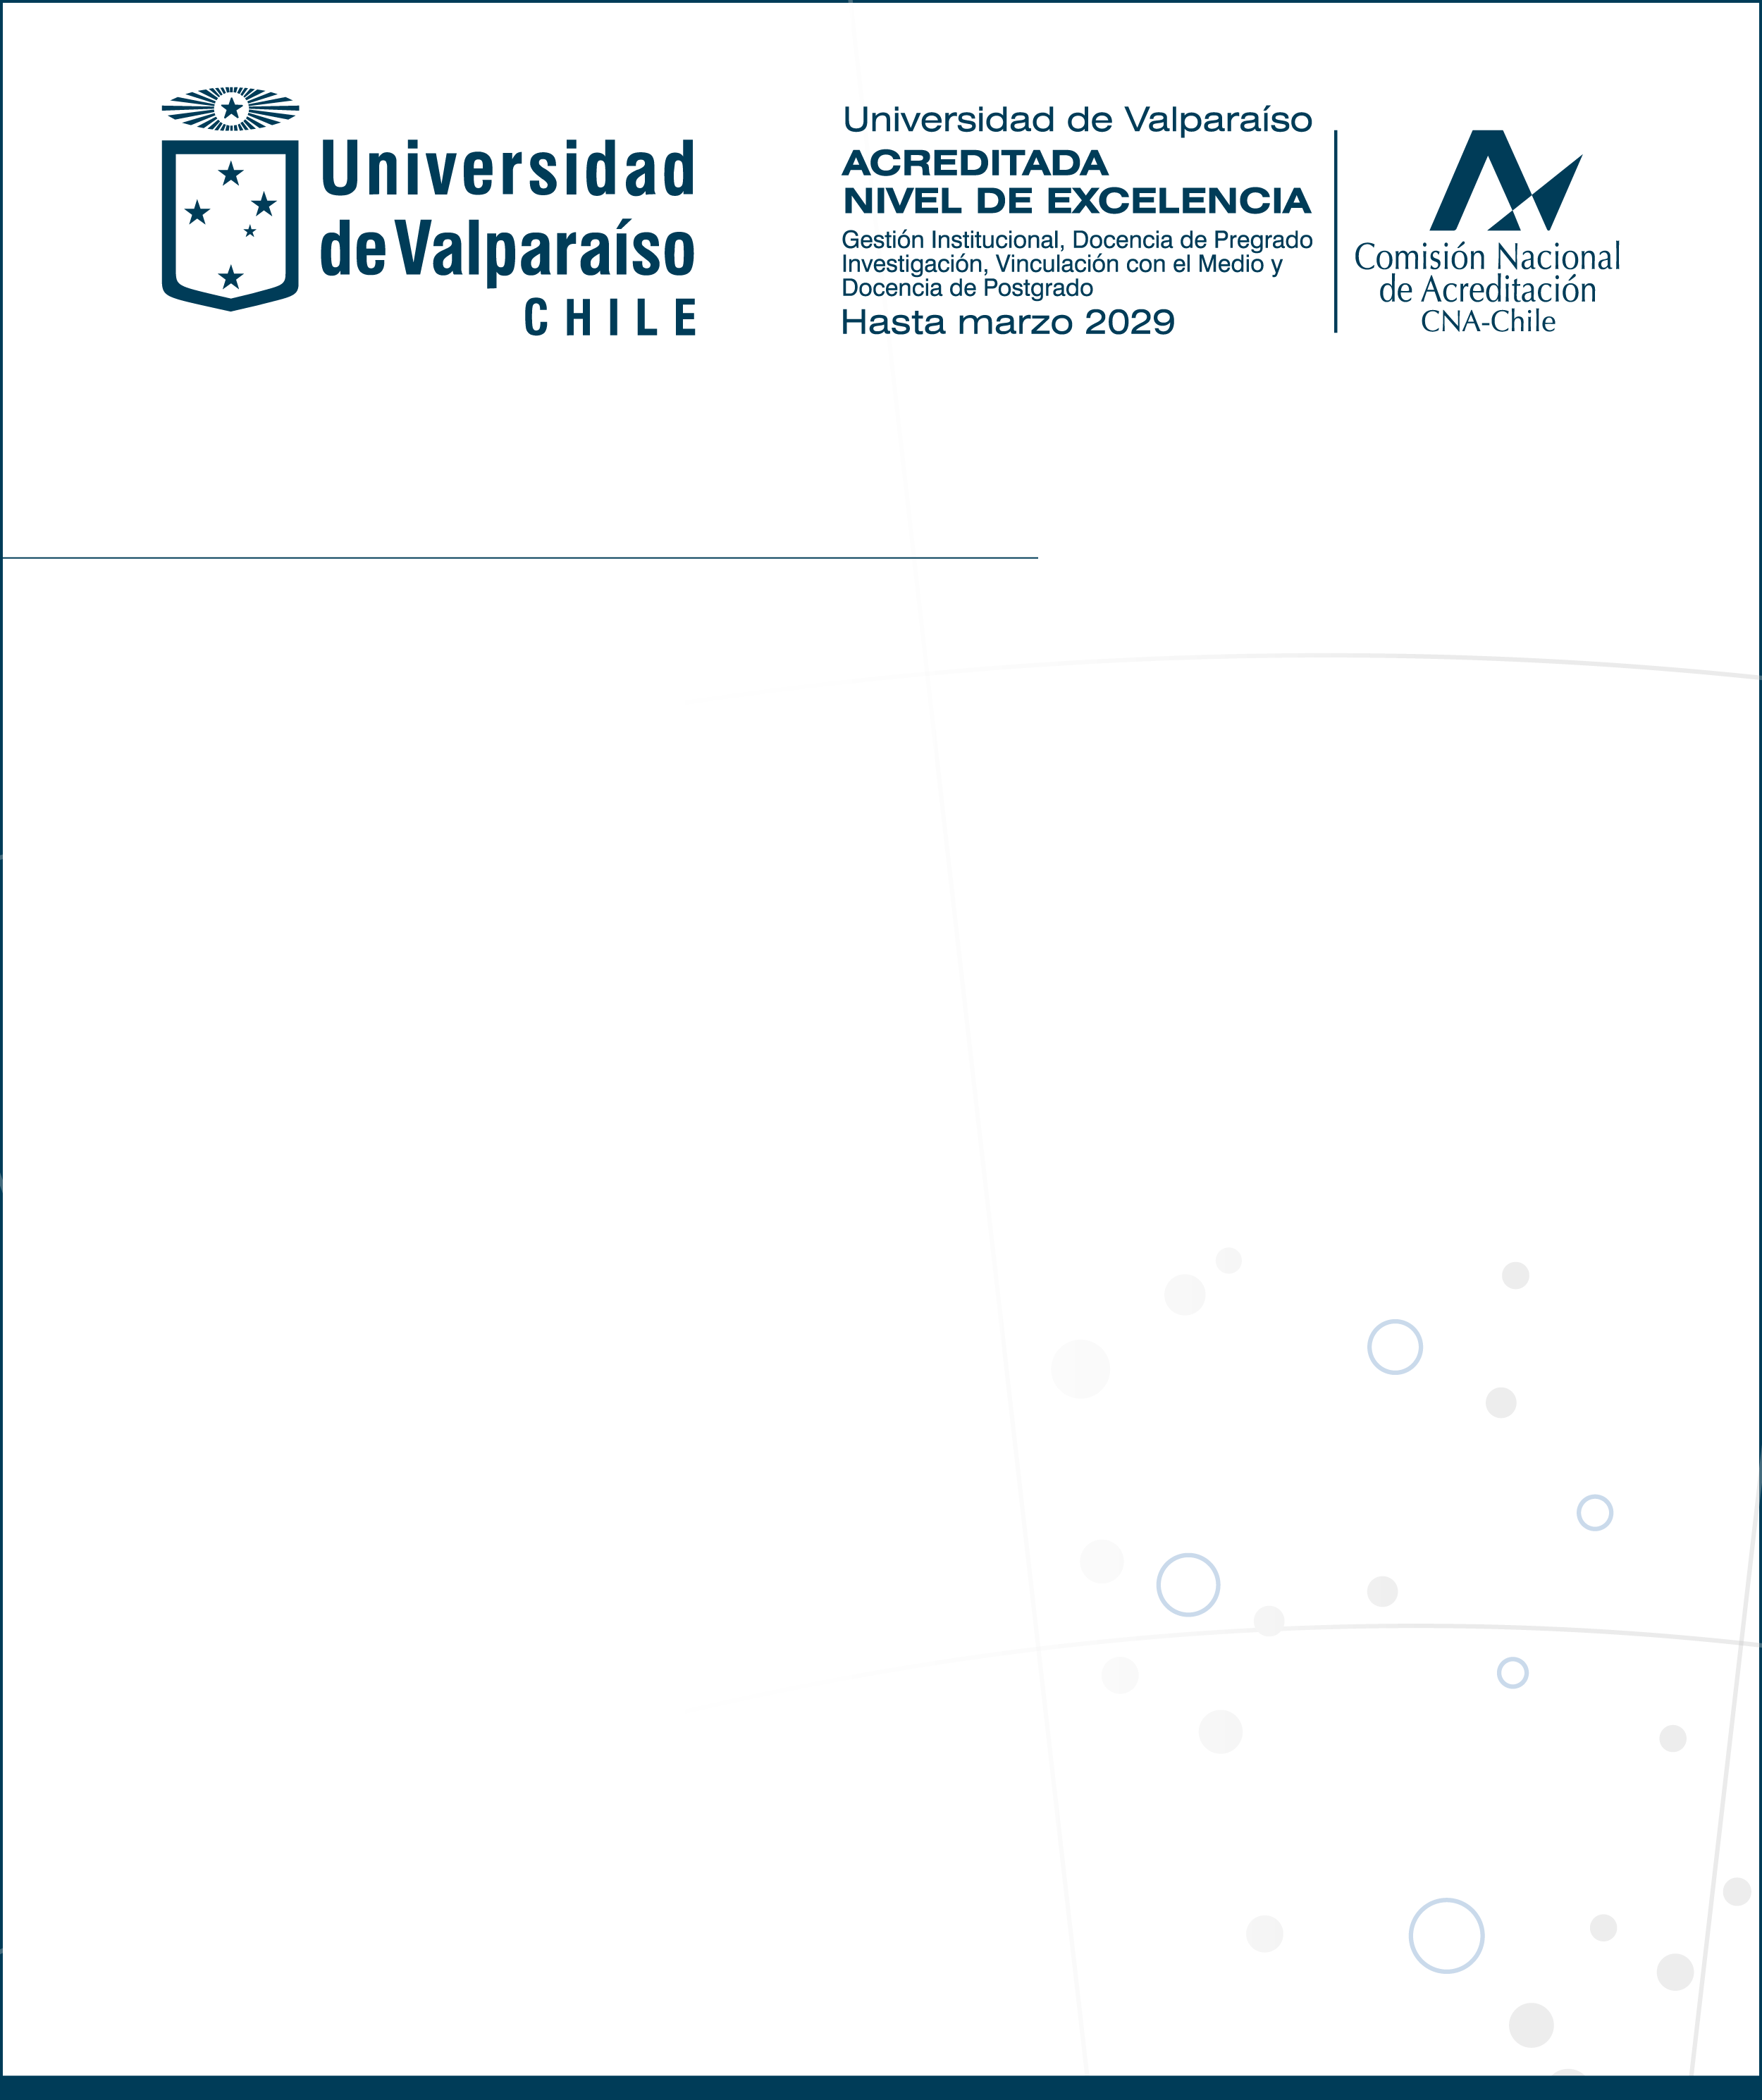 Universidad
de Valparaíso
CHILE
Universidad de Valparaíso
ACREDITADA
NIVEL DE EXCELENCIA
Gestión Institucional, Docencia de Pregrado
Investigación, Vinculación con el Medio y
Docencia de Postgrado
Hasta marzo 2029
Comisión Nacional
de Acreditación
CNA-Chile